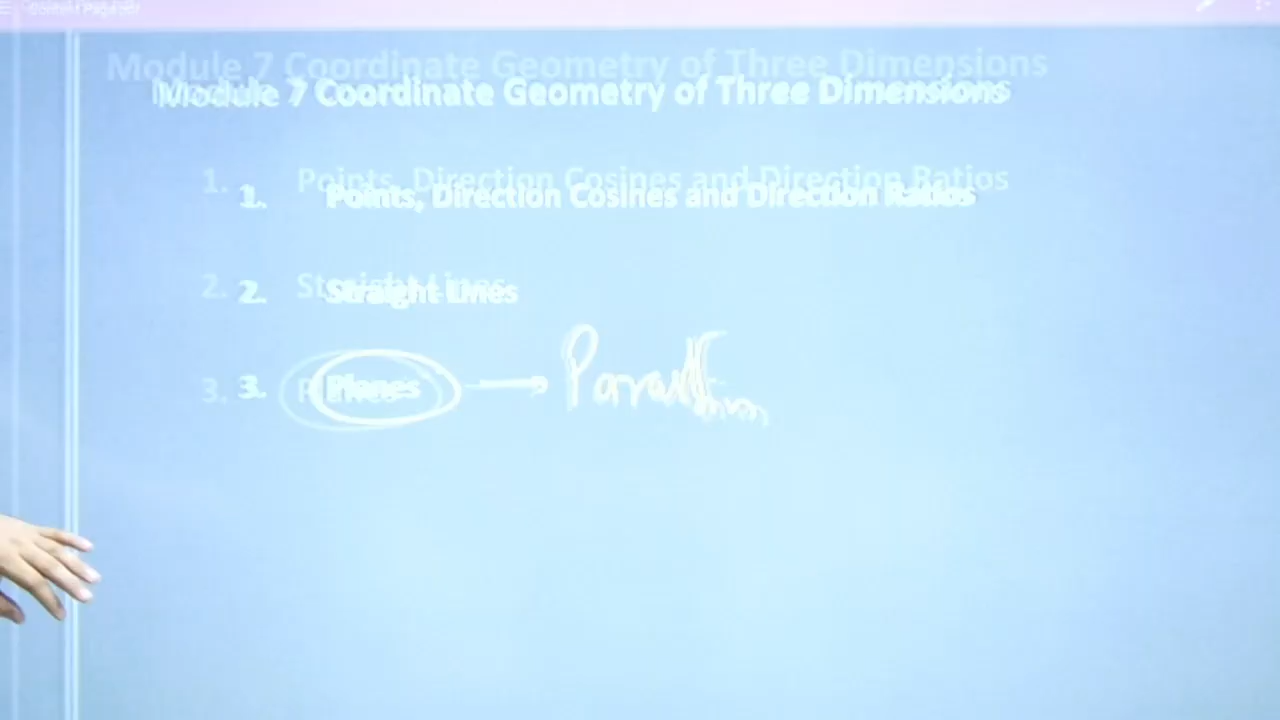 Module 7 Coordinate Geometry of Three Dimensions
1. Points, Direction Cosines and Direction Ratios
2. Straight Lines
3. Planes